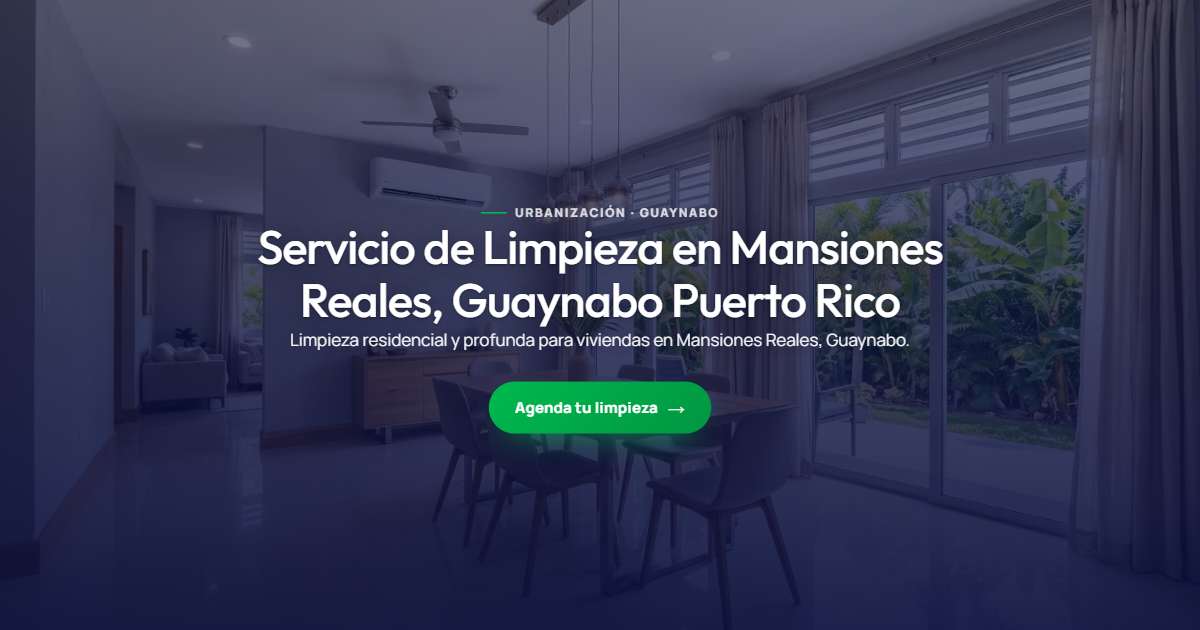 URBANIZACIÓN · GUAYNABO
Servicio de Limpieza en Mansiones
Reales, Guaynabo Puerto Rico
Limpieza residencial y profunda para viviendas en Mansiones Reales, Guaynabo.
Agenda tu limpieza →